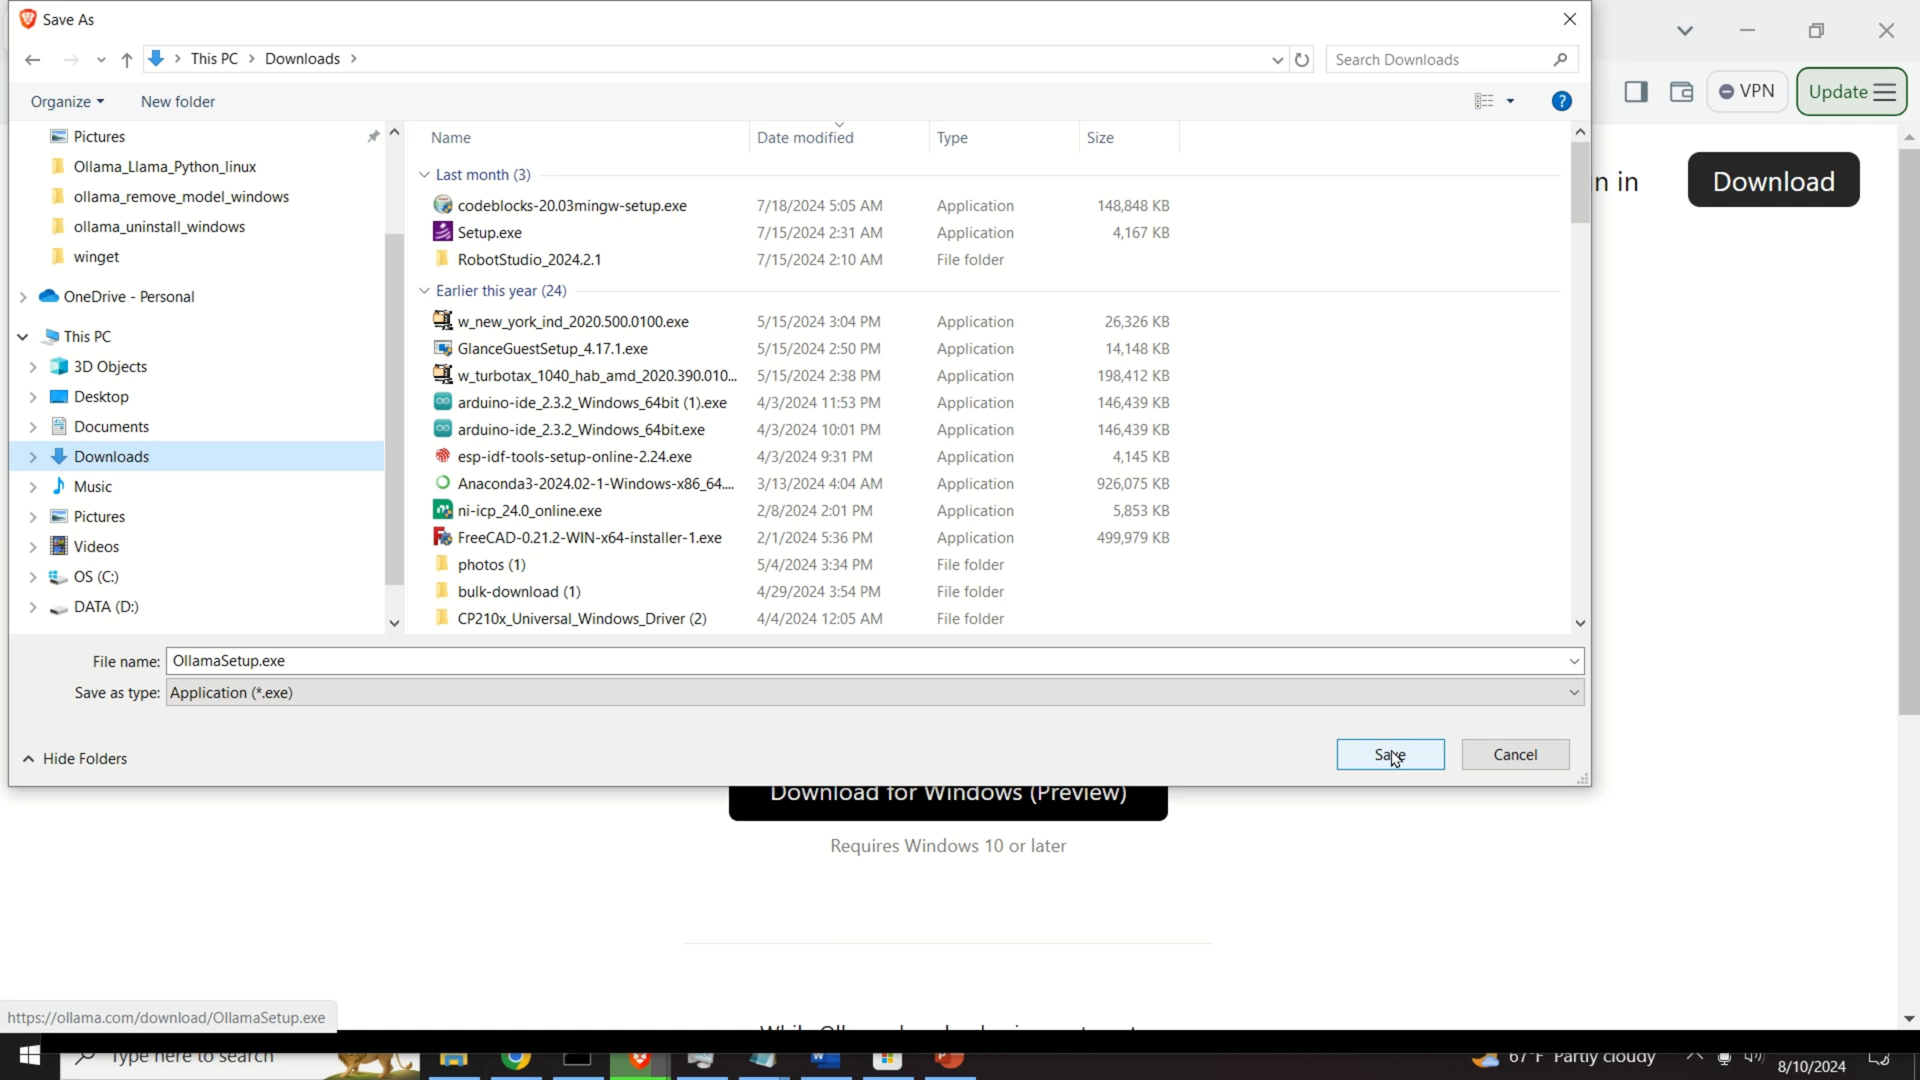 Save As
This PC > Downloads >
Search Downloads
Organize
New folder
VPN
Update
Pictures
Ollama_Llama_Python_linux
ollama_remove_model_windows
ollama_uninstall_windows
winget
OneDrive - Personal
This PC
3D Objects
Desktop
Documents
Downloads
Music
Pictures
Videos
OS (C:)
DATA (D:)
Name Date modified Type Size
Last month (3)
codeblocks-20.03mingw-setup.exe 7/18/2024 5:05 AM Application 148,848 KB
Setup.exe 7/15/2024 2:31 AM Application 4,167 KB
RobotStudio_2024.2.1 7/15/2024 2:10 AM File folder
Earlier this year (24)
w_new_york_ind_2020.500.0100.exe 5/15/2024 3:04 PM Application 26,326 KB
GlanceGuestSetup_4.17.1.exe 5/15/2024 2:50 PM Application 14,148 KB
w_turbotax_1040_hab_amd_2020.390.010... 5/15/2024 2:38 PM Application 198,412 KB
arduino-ide_2.3.2_Windows_64bit (1).exe 4/3/2024 11:53 PM Application 146,439 KB
arduino-ide_2.3.2_Windows_64bit.exe 4/3/2024 10:01 PM Application 146,439 KB
esp-idf-tools-setup-online-2.24.exe 4/3/2024 9:31 PM Application 4,145 KB
Anaconda3-2024.02-1-Windows-x86_64.... 3/13/2024 4:04 AM Application 926,075 KB
ni-icp_24.0_online.exe 2/8/2024 2:01 PM Application 5,853 KB
FreeCAD-0.21.2-WIN-x64-installer-1.exe 2/1/2024 5:36 PM Application 499,979 KB
photos (1) 5/4/2024 3:34 PM File folder
bulk-download (1) 4/29/2024 3:54 PM File folder
CP210x_Universal_Windows_Driver (2) 4/4/2024 12:05 AM File folder
n in
Download
File name: OllamaSetup.exe
Save as type: Application (*.exe)
Hide Folders
Save
Cancel
Download for Windows (Preview)
Requires Windows 10 or later
https://ollama.com/download/OllamaSetup.exe
Type here to search
67°F Partly cloudy
8/10/2024